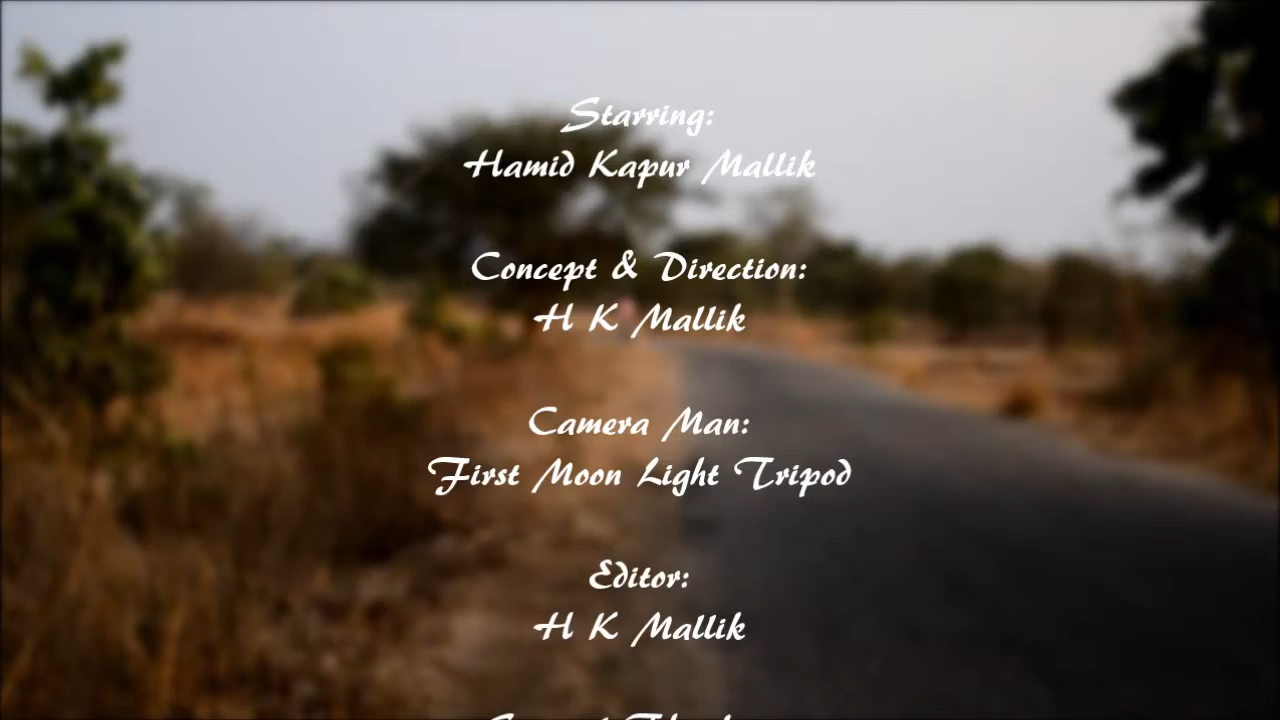 Starring:
Hamid Kapur Mallik
Concept & Direction:
H K Mallik
Camera Man:
First Moon Light Tripod
Editor:
H K Mallik